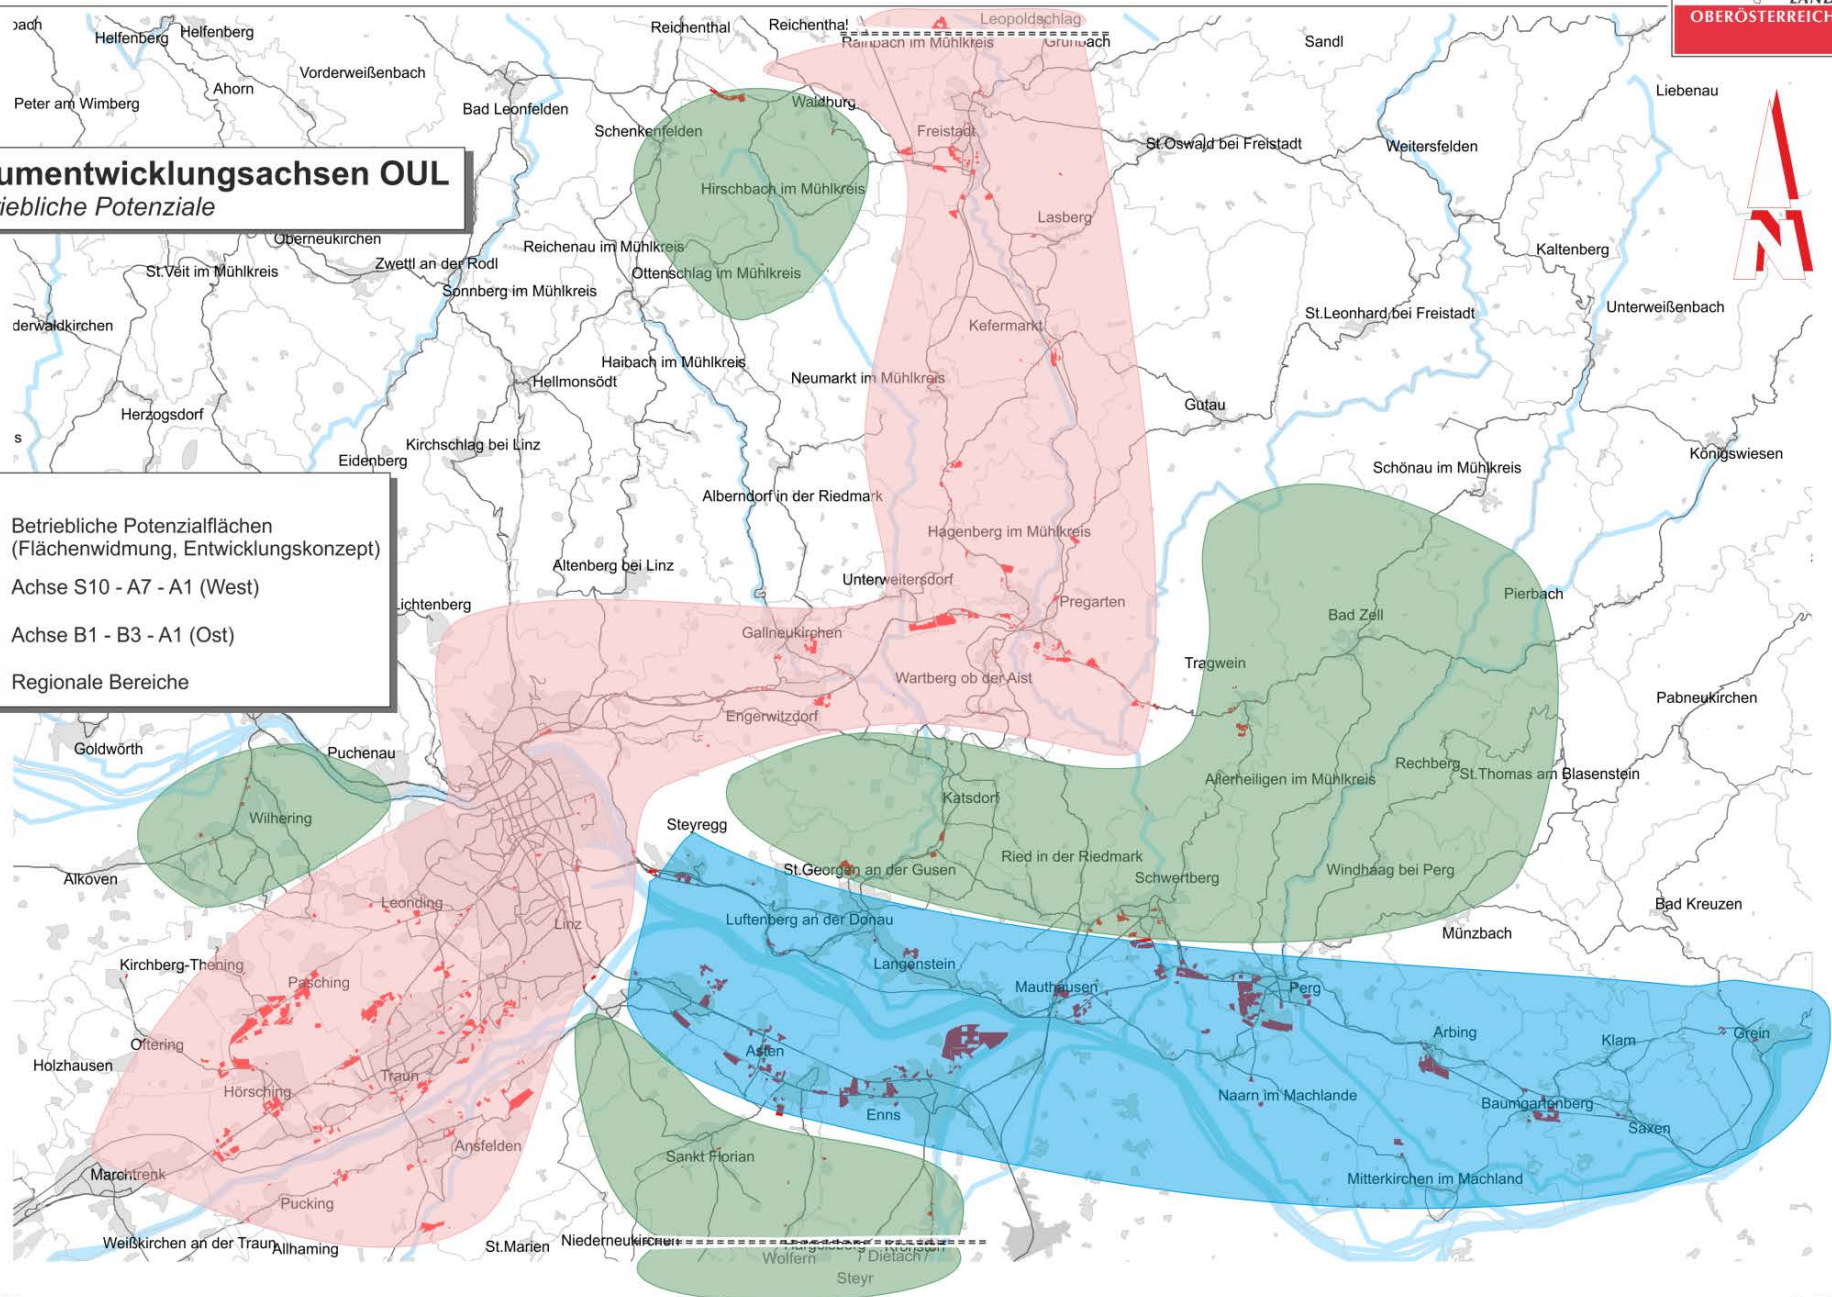 bach
Helfenberg
Helfenberg
Reichenthal
Reichenthal
Leopoldschlag
Rainbach im Mühlkreis
Grünbach
Sandl
LAND
OBERÖSTERREICH
Peter am Wimberg
Ahorn
Vorderweißenbach
Bad Leonfelden
Schenkenfelden
Waldburg
Freistadt
St.Oswald bei Freistadt
Weitersfelden
Liebenau
N
umentwicklungsachsen OUL
riebliche Potenziale
Hirschbach im Mühlkreis
Lasberg
Oberneukirchen
St.Veit im Mühlkreis
Zwettl an der Rodl
Sonnberg im Mühlkreis
Reichenau im Mühlkreis
Ottenschlag im Mühlkreis
Kaltenberg
derwaldkirchen
Kefermarkt
St.Leonhard bei Freistadt
Unterweißenbach
Haibach im Mühlkreis
Hellmonsödt
Neumarkt im Mühlkreis
Gutau
Herzogsdorf
s
Kirchschlag bei Linz
Eidenberg
Schönau im Mühlkreis
Königswiesen
Alberndorf in der Riedmark
Hagenberg im Mühlkreis
Betriebliche Potenzialflächen
(Flächenwidmung, Entwicklungskonzept)
Achse S10 - A7 - A1 (West)
Achse B1 - B3 - A1 (Ost)
Regionale Bereiche
Altenberg bei Linz
Unterweitersdorf
Pregarten
Pierbach
Lichtenberg
Gallneukirchen
Bad Zell
Tragwein
Wartberg ob der Aist
Pabneukirchen
Engerwitzdorf
Goldwörth
Puchenau
Rechberg
St.Thomas am Blasenstein
Allerheiligen im Mühlkreis
Katsdorf
Wilhering
Steyregg
Alkoven
St.Georgen an der Gusen
Ried in der Riedmark
Schwertberg
Windhaag bei Perg
Leonding
Linz
Luftenberg an der Donau
Bad Kreuzen
Münzbach
Kirchberg-Thening
Pasching
Langenstein
Mauthausen
Perg
Oftering
Holzhausen
Asten
Arbing
Klam
Grein
Traun
Hörsching
Enns
Naarn im Machlande
Baumgartenberg
Saxen
Ansfelden
Sankt Florian
Marchtrenk
Mitterkirchen im Machland
Pucking
Weißkirchen an der Traun
Allhaming
St.Marien
Niederneukirchen
Hargelsberg
Kronstorf
Wolfern
Dietach
Steyr